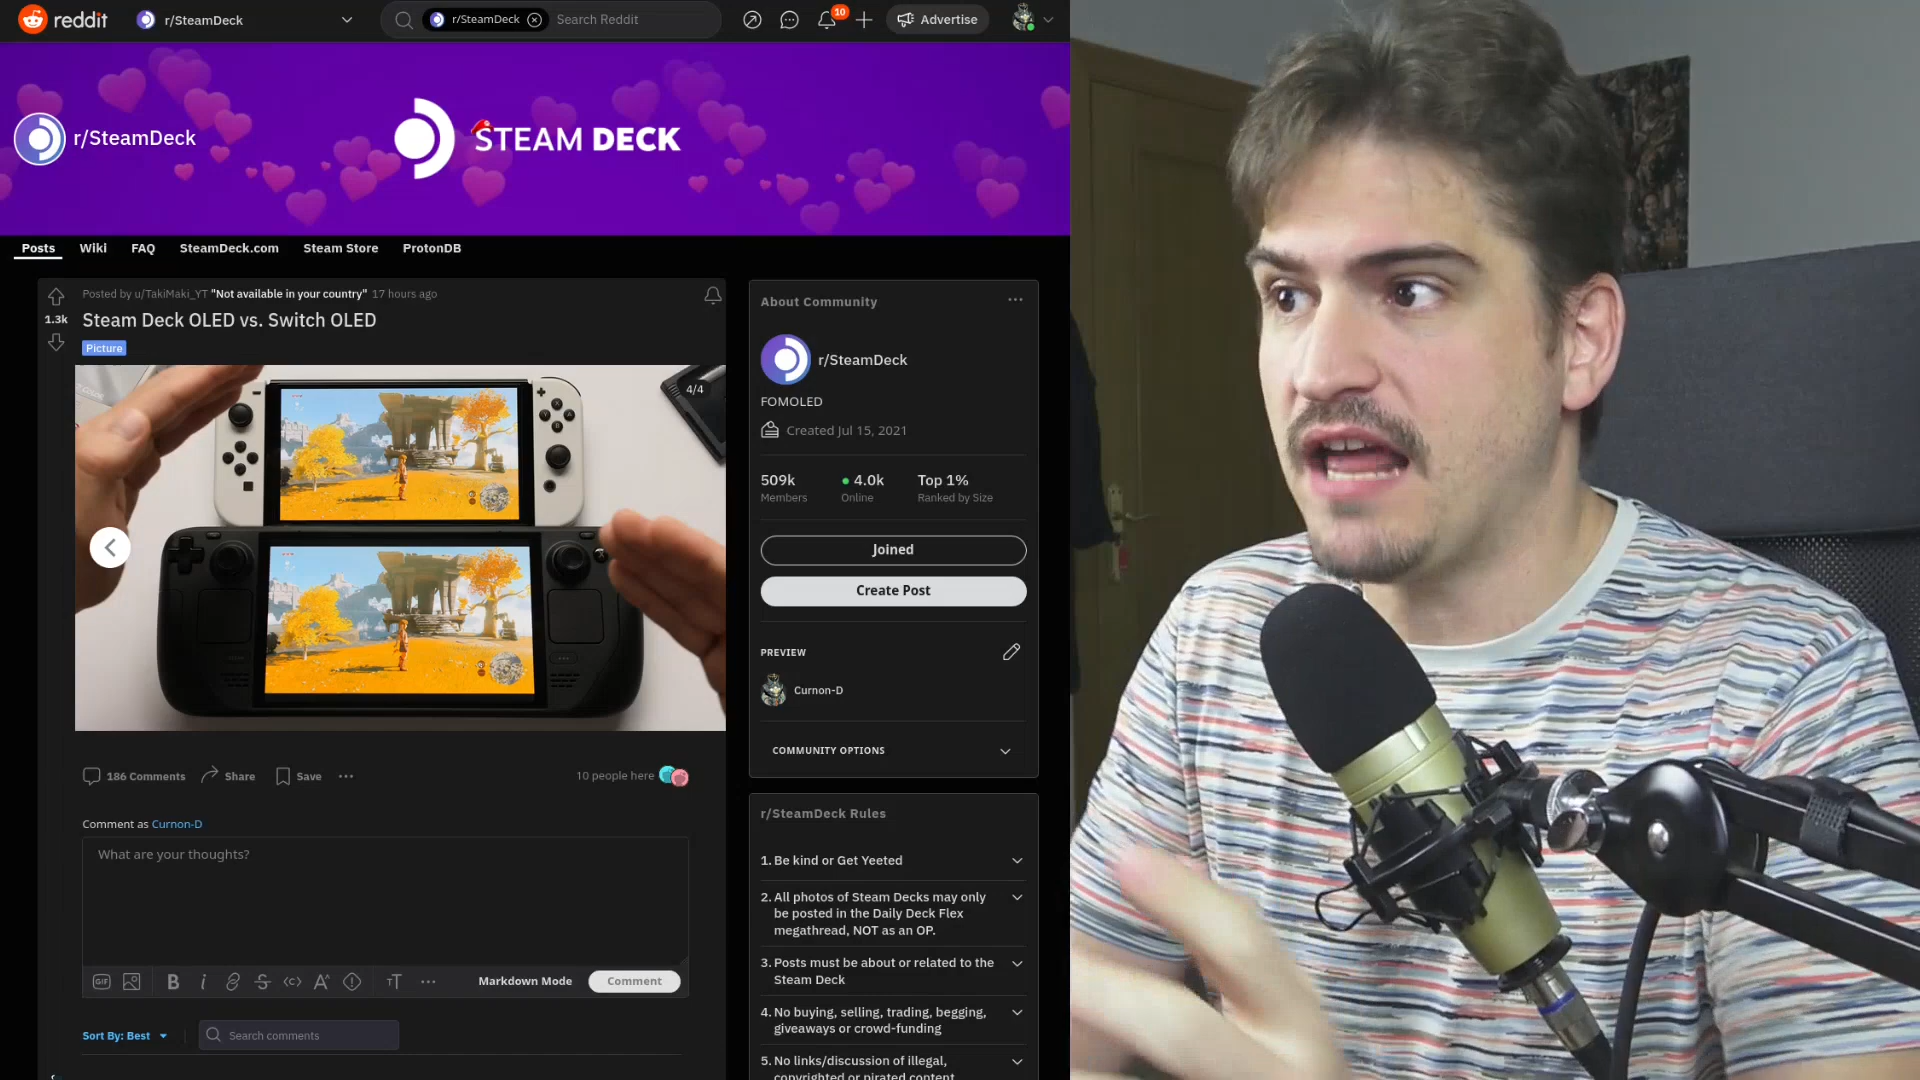 reddit
r/SteamDeck
r/SteamDeck
Search Reddit
10
Advertise
r/SteamDeck
STEAM DECK
Posts
Wiki
FAQ
SteamDeck.com
Steam Store
ProtonDB
Posted by u/TakiMaki_YT "Not available in your country" 17 hours ago
1.3k
Steam Deck OLED vs. Switch OLED
Picture
4/4
186 Comments
Share
Save
10 people here
Comment as Curnon-D
What are your thoughts?
GIF
Markdown Mode
Comment
Sort By: Best
Search comments
About Community
r/SteamDeck
FOMOLED
Created Jul 15, 2021
509k
Members
4.0k
Online
Top 1%
Ranked by Size
Joined
Create Post
PREVIEW
Curnon-D
COMMUNITY OPTIONS
r/SteamDeck Rules
1. Be kind or Get Yeeted
2. All photos of Steam Decks may only
be posted in the Daily Deck Flex
megathread, NOT as an OP.
3. Posts must be about or related to the
Steam Deck
4. No buying, selling, trading, begging,
giveaways or crowd-funding
5. No links/discussion of illegal,
copyrighted or pirated content